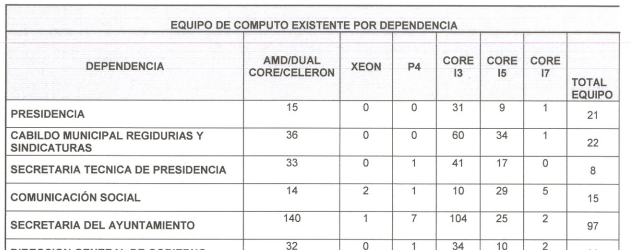 EQUIPO DE COMPUTO EXISTENTE POR DEPENDENCIA
DEPENDENCIA AMD/DUAL CORE/CELERON XEON P4 CORE I3 CORE I5 CORE I7 TOTAL EQUIPO
PRESIDENCIA 15 0 0 31 9 1 21
CABILDO MUNICIPAL REGIDURIAS Y SINDICATURAS 36 0 0 60 34 1 22
SECRETARIA TECNICA DE PRESIDENCIA 33 0 1 41 17 0 8
COMUNICACIÓN SOCIAL 14 2 1 10 29 5 15
SECRETARIA DEL AYUNTAMIENTO 140 1 7 104 25 2 97
DIRECCION GENERAL DE GOBIERNO 32 0 1 34 10 2